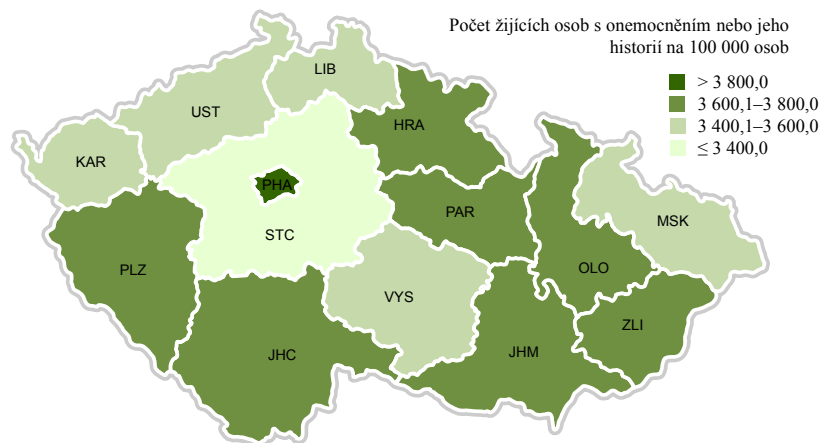 Počet žijících osob s onemocněním nebo jeho
historií na 100 000 osob
> 3 800,0
3 600,1–3 800,0
3 400,1–3 600,0
≤ 3 400,0
LIB
UST
HRA
KAR
PHA
PAR
MSK
STC
PLZ
OLO
VYS
ZLI
JHC
JHM